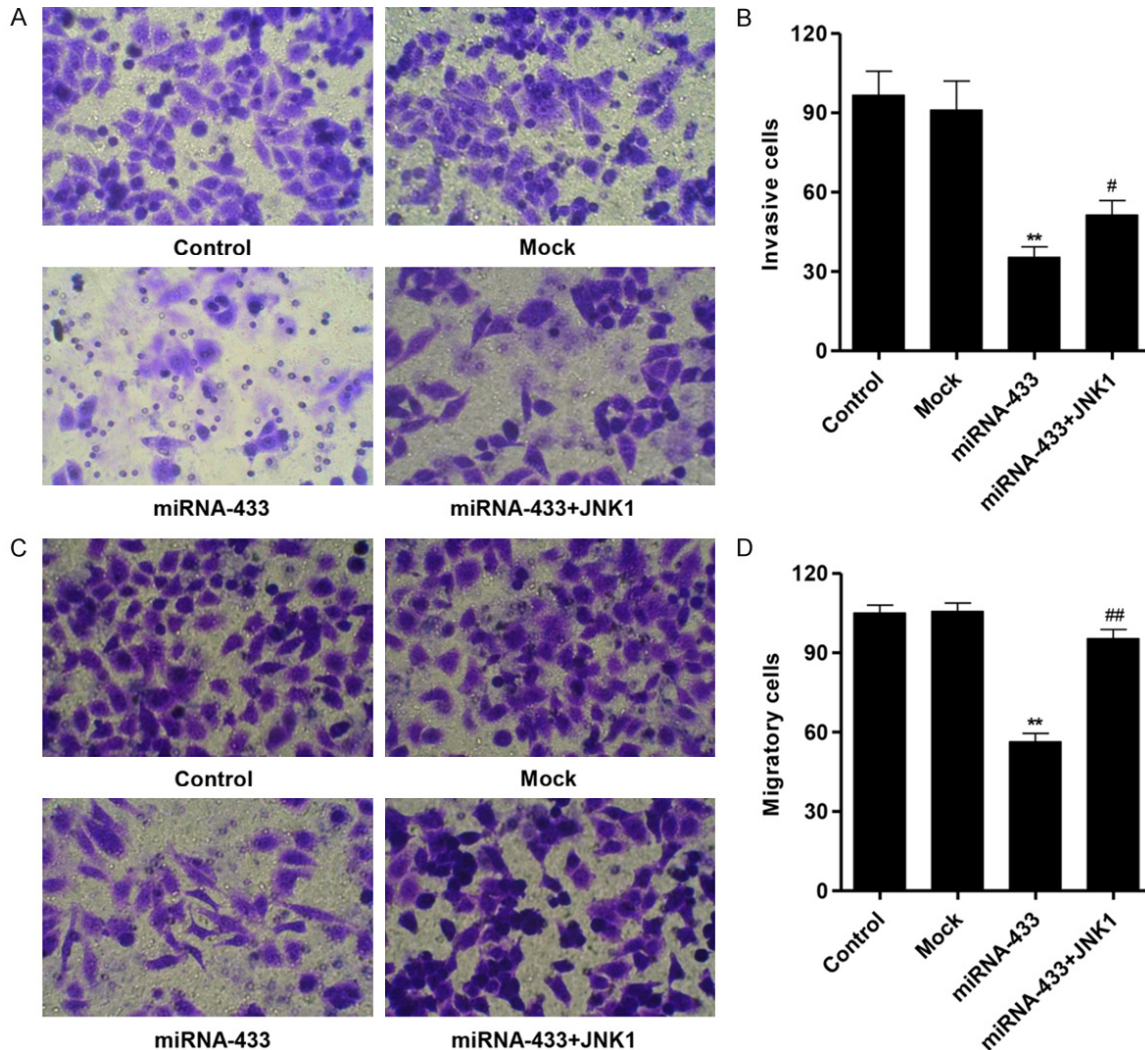 A
Control
Mock
miRNA-433
miRNA-433+JNK1
B
120
90
60
30
0
Invasive cells
**
#
Control
Mock
miRNA-433
miRNA-433+JNK1
C
Control
Mock
miRNA-433
miRNA-433+JNK1
D
120
90
60
30
0
Migratory cells
**
##
Control
Mock
miRNA-433
miRNA-433+JNK1